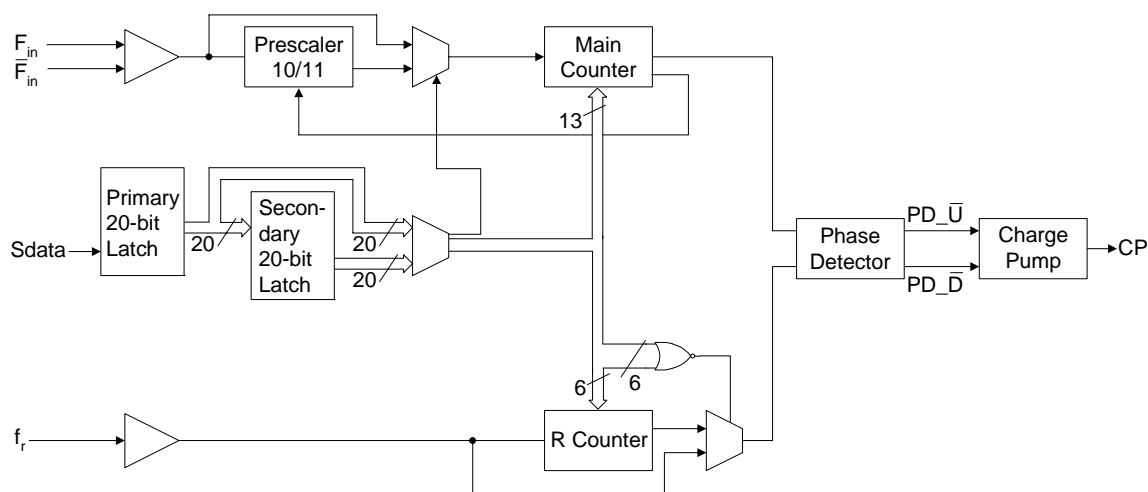 F_in
F̅_in
Prescaler
10/11
Main
Counter
13
Primary
20-bit
Latch
Sdata
20
Secon-
dary
20-bit
Latch
20
20
Phase
Detector
PD_U̅
PD_D̅
Charge
Pump
CP
6
6
f_r
R Counter